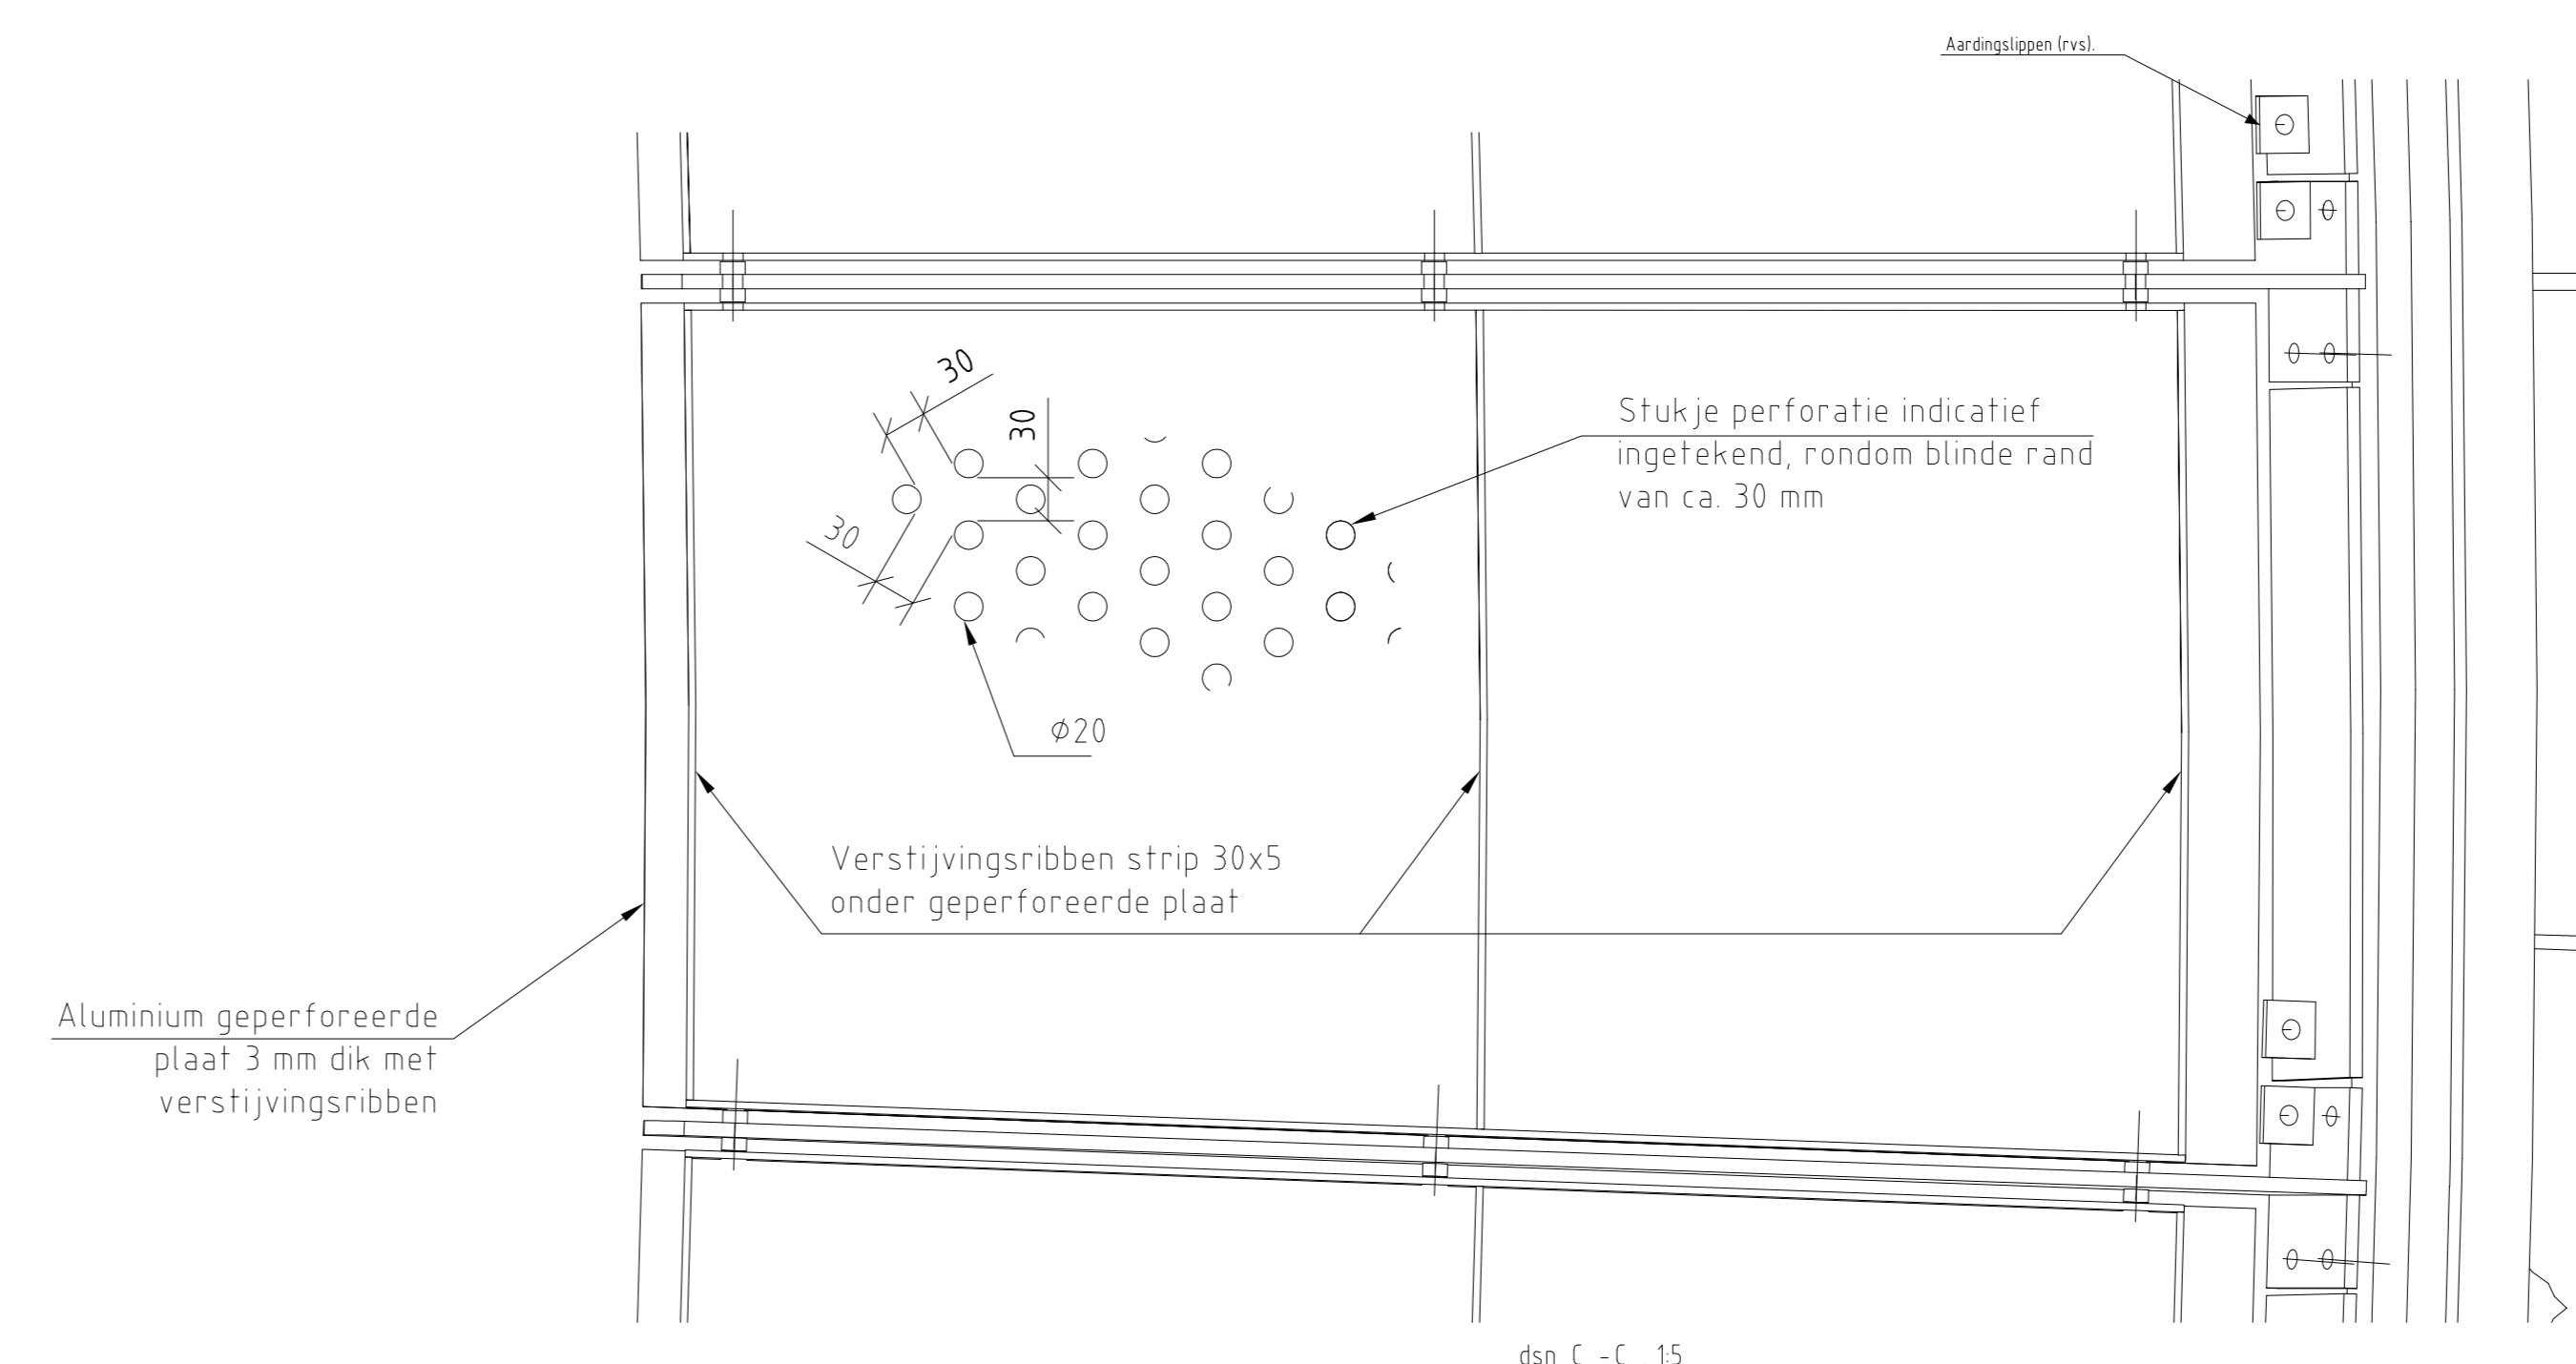 Aardingslippen (rvs).
30
30
30
Stukje perforatie indicatief
ingetekend, rondom blinde rand
van ca. 30 mm
⌀20
Verstijvingsribben strip 30x5
onder geperforeerde plaat
Aluminium geperforeerde
plaat 3 mm dik met
verstijvingsribben
dsn C - C . 1:5